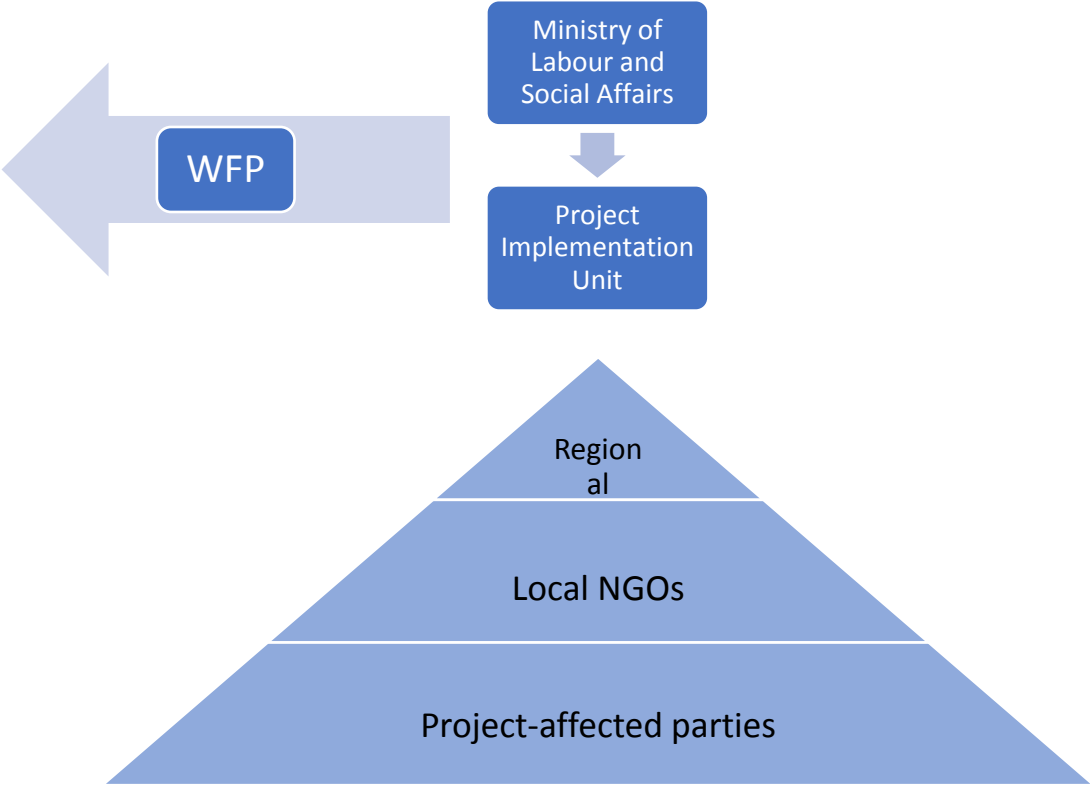 Ministry of
Labour and
Social Affairs
WFP
Project
Implementation
Unit
Region
al
Local NGOs
Project-affected parties